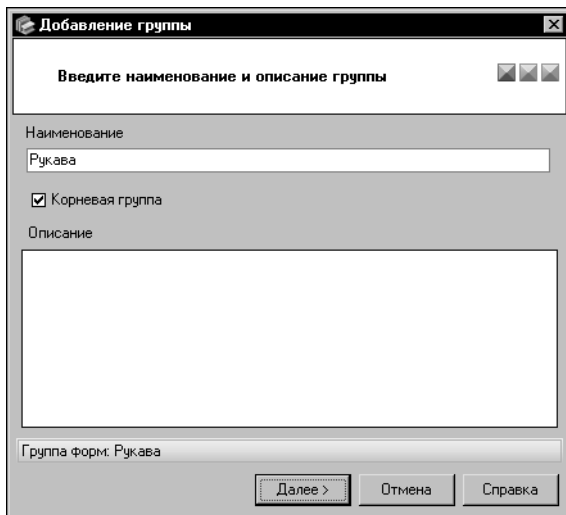 Добавление группы
Введите наименование и описание группы
Наименование
Рукава
Корневая группа
Описание
Группа форм: Рукава
Далее >
Отмена
Справка